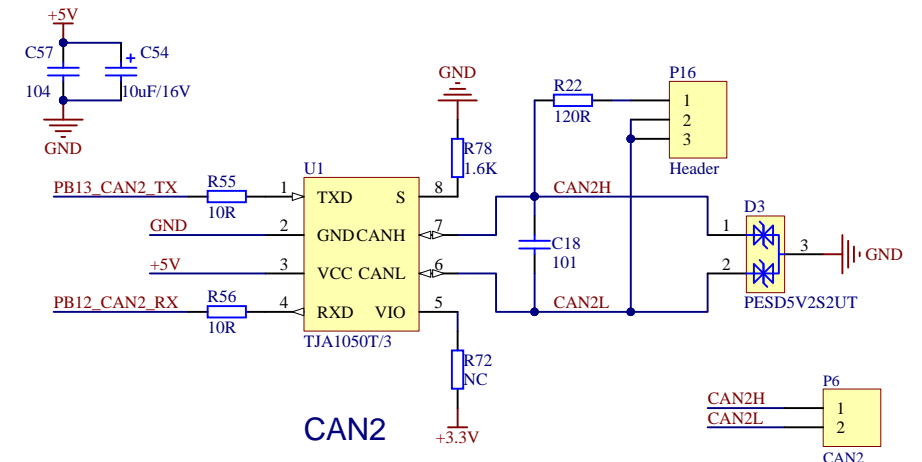 +5V
C57
C54
+
104
10uF/16V
GND
GND
R78
1.6K
R22
120R
P16
1
2
3
Header
U1
PB13_CAN2_TX
R55
10R
1
TXD
S
8
CAN2H
GND
2
GND
CANH
7
+5V
3
VCC
CANL
6
PB12_CAN2_RX
R56
10R
4
RXD
VIO
5
TJA1050T/3
C18
101
CAN2L
D3
1
2
3
GND
PESD5V2S2UT
R72
NC
+3.3V
CAN2
P6
CAN2H
1
CAN2L
2
CAN2